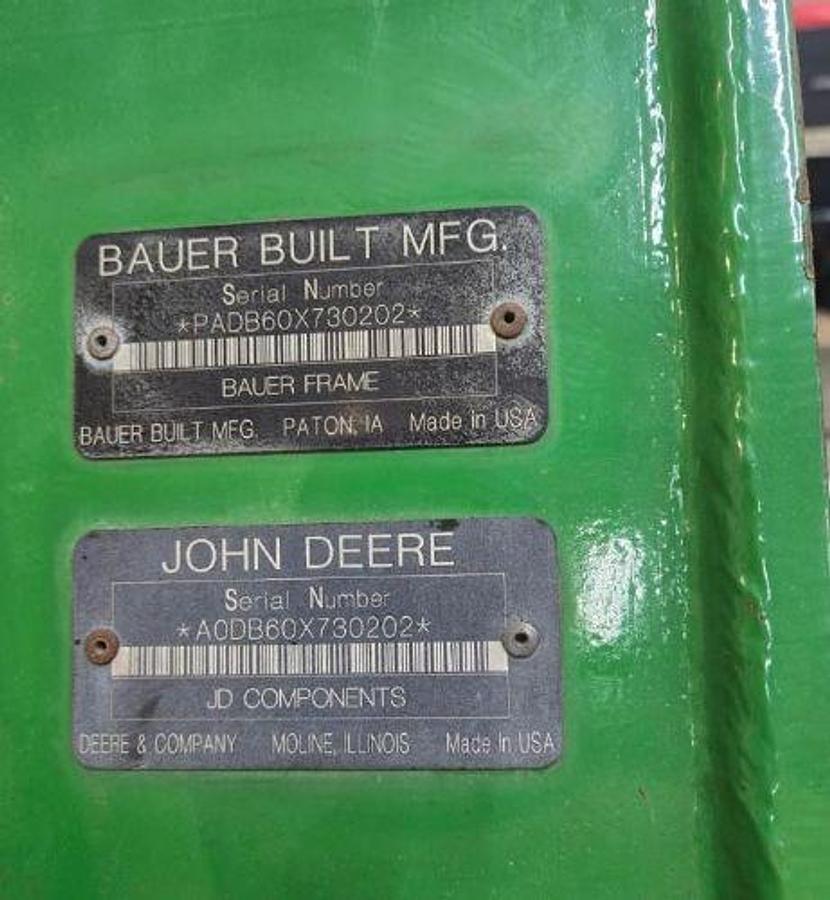 BAUER BUILT MFG.
Serial Number
*PADB60X730202*
BAUER FRAME
BAUER BUILT MFG. PATON, IA Made in USA
JOHN DEERE
Serial Number
*A0DB60X730202*
JD COMPONENTS
DEERE & COMPANY MOLINE, ILLINOIS Made In USA